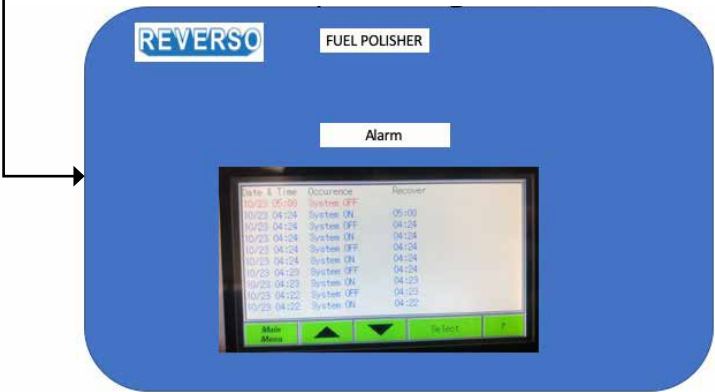 REVERSO
FUEL POLISHER
Alarm
Date & Time Occurence Recover
10/23 05:00 System OFF
10/23 04:24 System ON 05:00
10/23 04:24 System OFF 04:24
10/23 04:24 System ON 04:24
10/23 04:24 System OFF 04:24
10/23 04:24 System ON 04:24
10/23 04:23 System OFF 04:24
10/23 04:23 System ON 04:23
10/23 04:22 System OFF 04:23
10/23 04:22 System ON 04:22
Main
Menu
Select